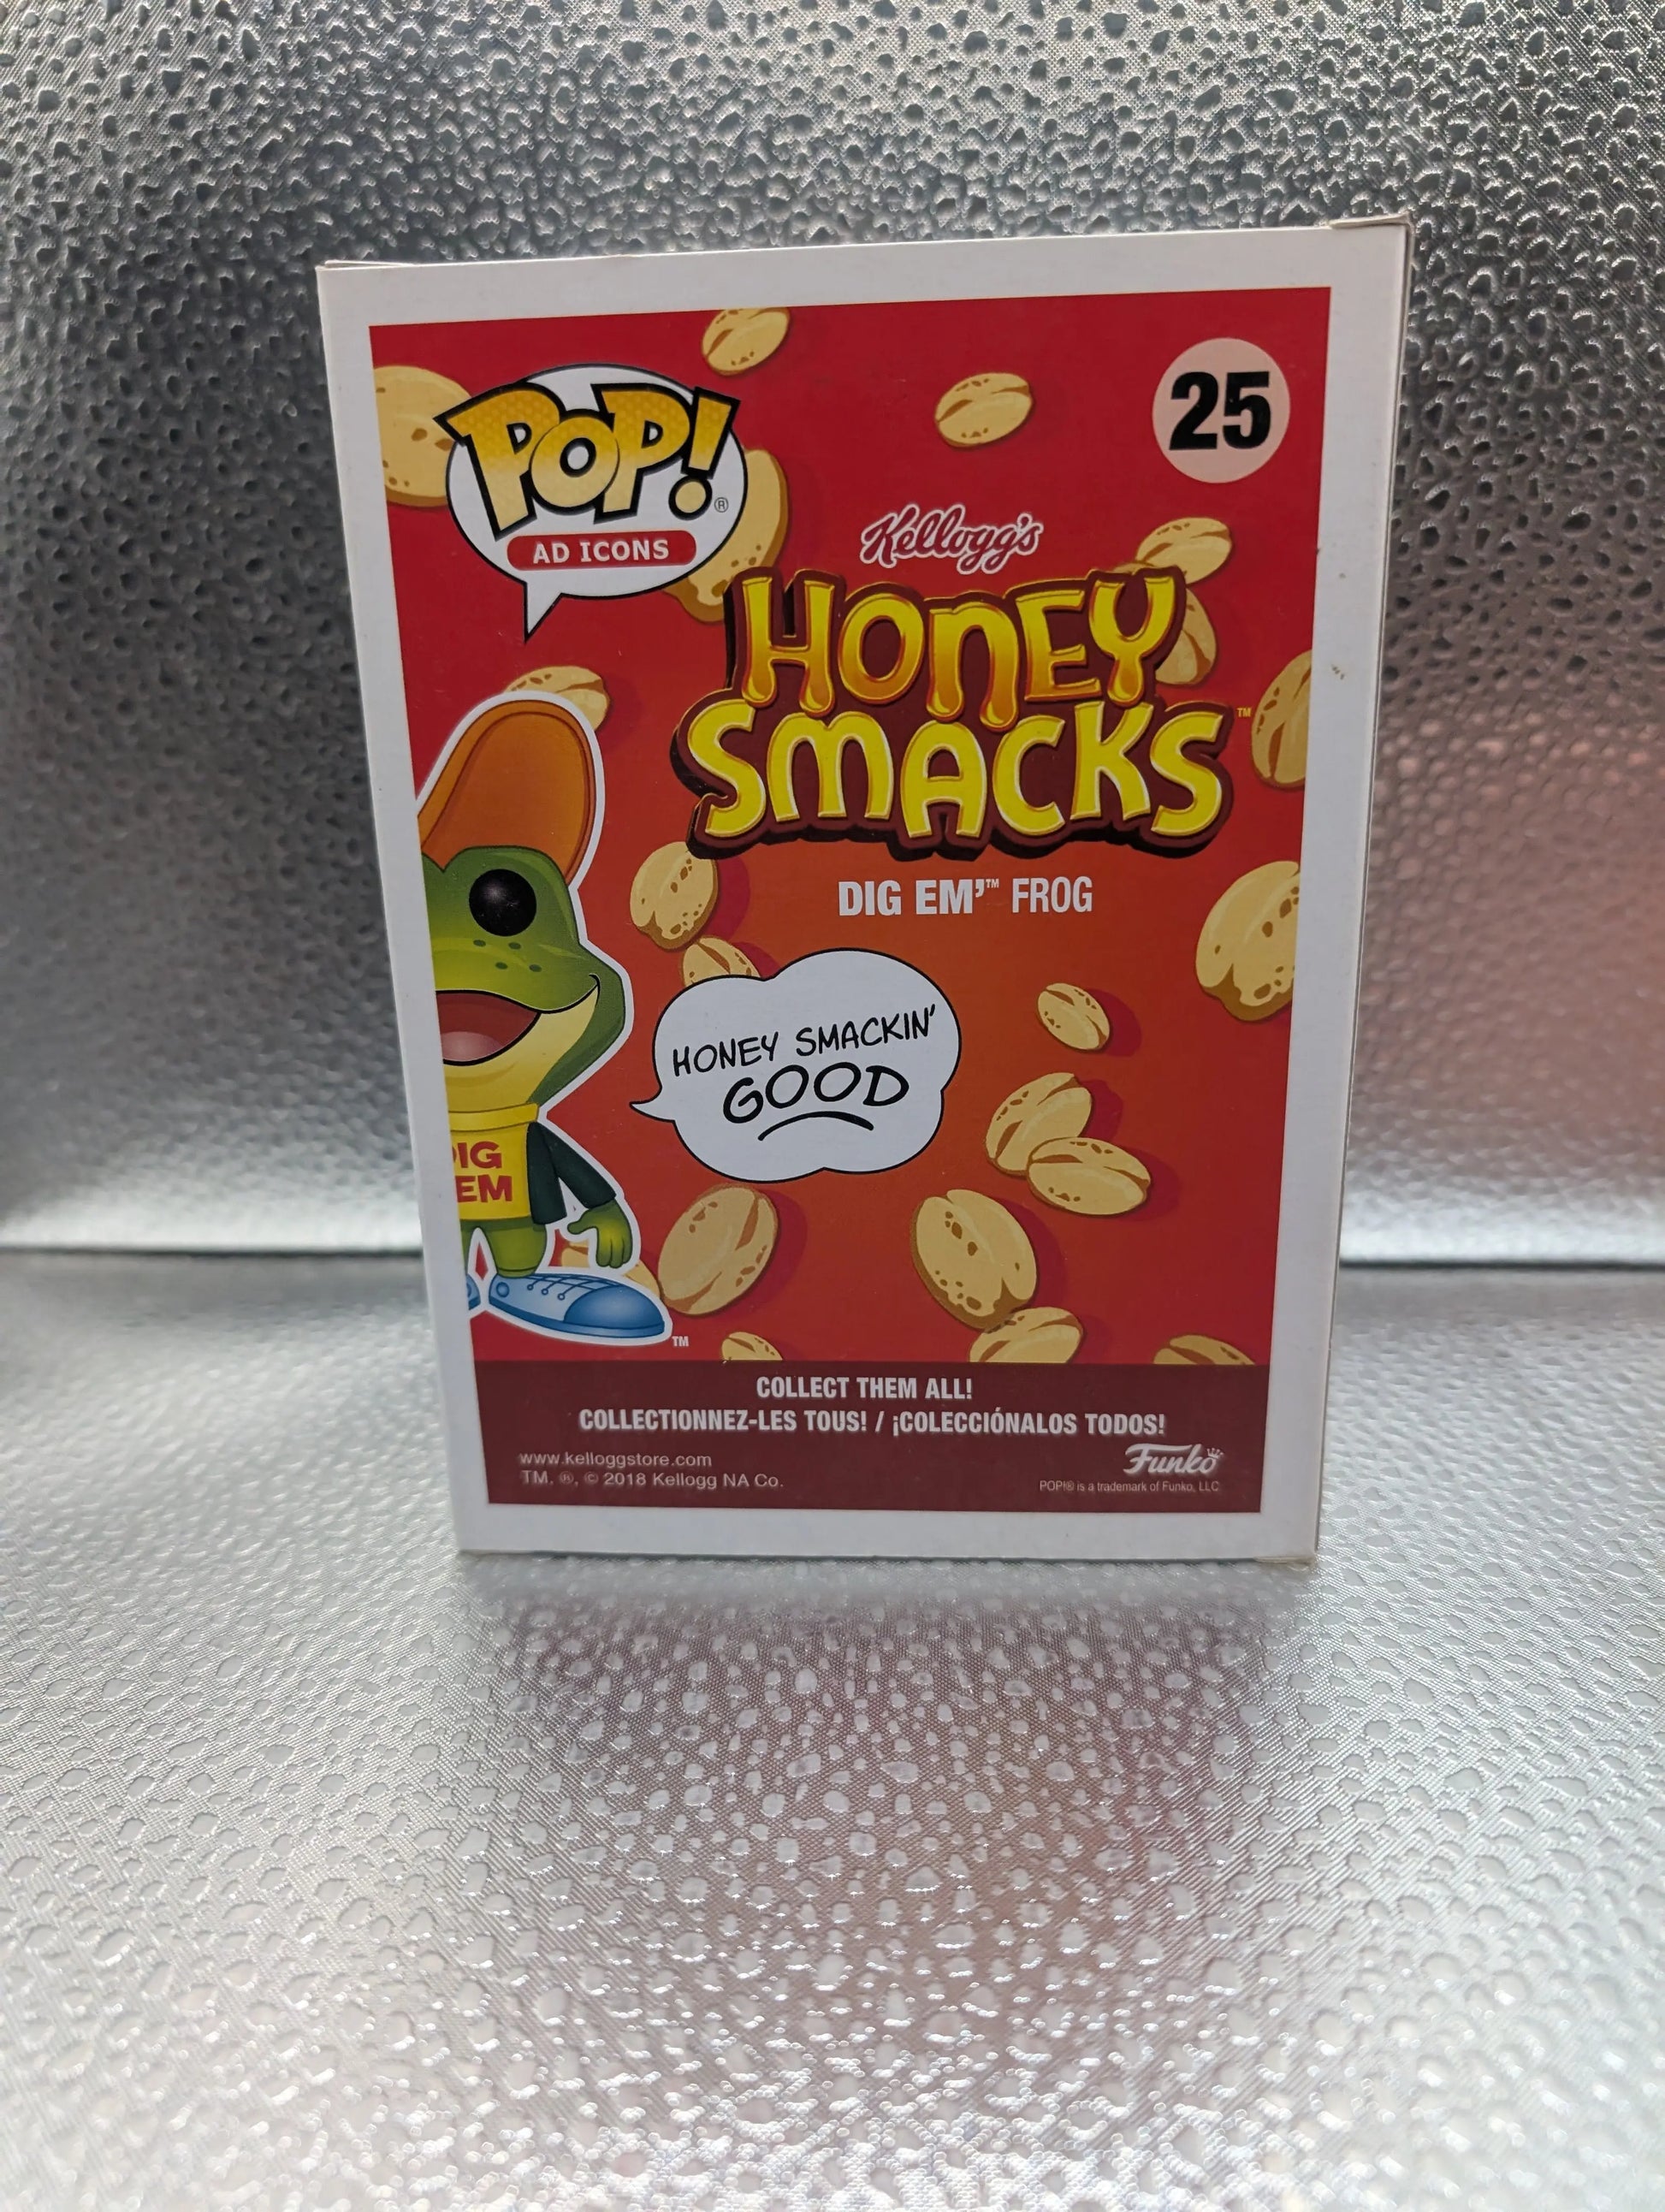 POP!®
AD ICONS
25
Kellogg's
HONEY
SMACKS™
DIG EM'™ FROG
HONEY SMACKIN'
GOOD
IG
EM
TM
COLLECT THEM ALL!
COLLECTIONNEZ-LES TOUS! / ¡COLECCIÓNALOS TODOS!
www.kelloggstore.com
TM, ®, © 2018 Kellogg NA Co.
Funko
POP!® is a trademark of Funko, LLC